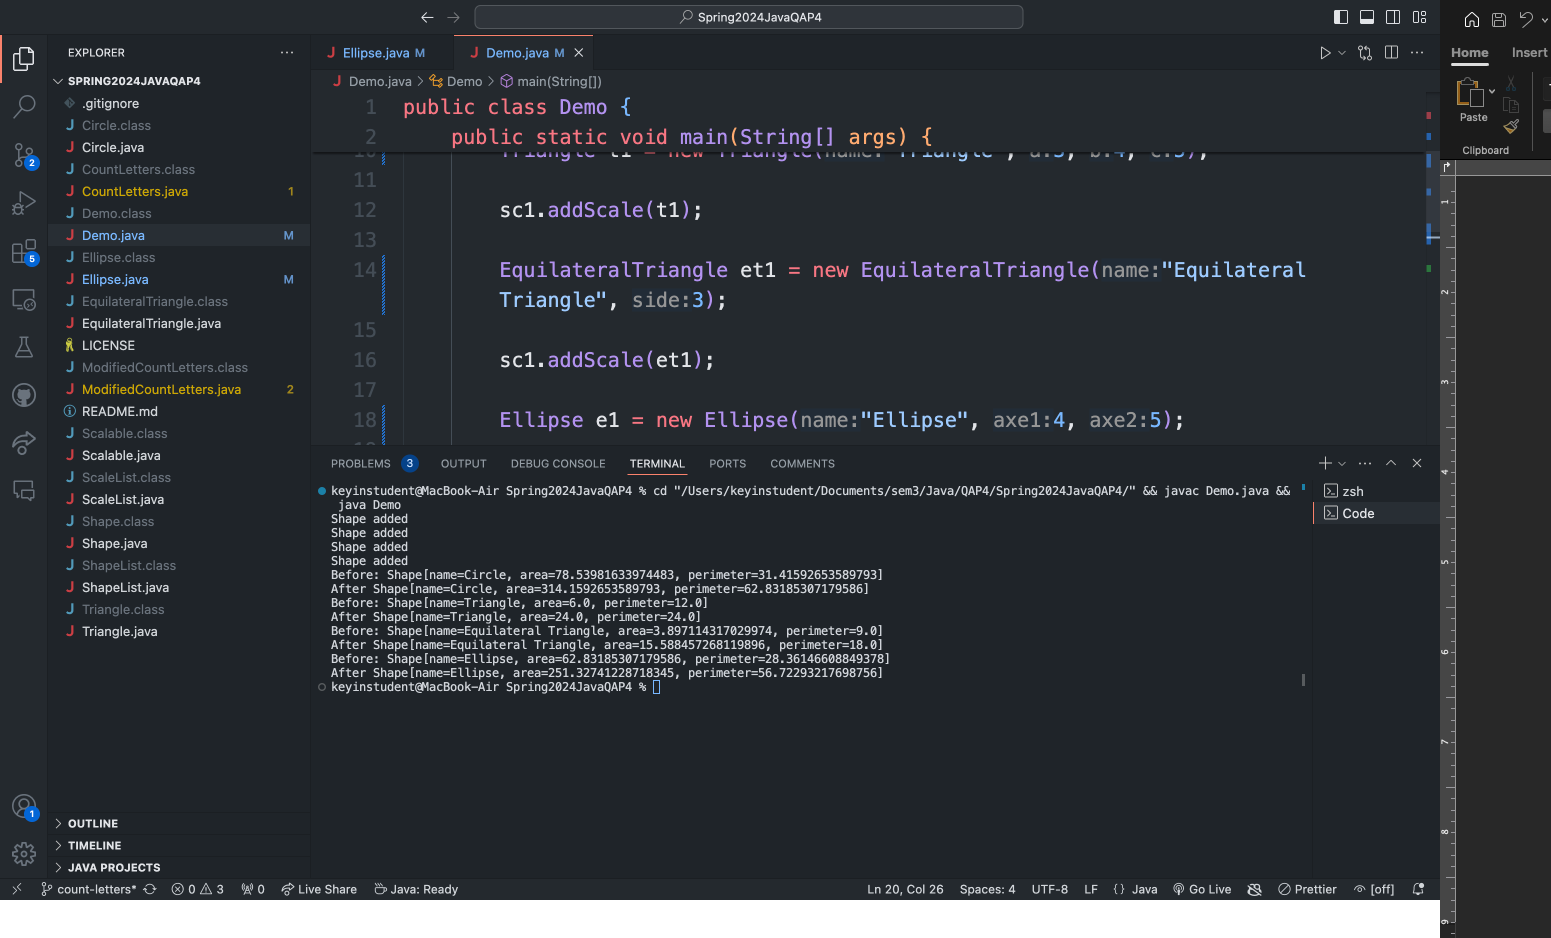 Spring2024JavaQAP4
EXPLORER
SPRING2024JAVAQAP4
.gitignore
Circle.class
Circle.java
CountLetters.class
CountLetters.java 1
Demo.class
Demo.java M
Ellipse.class
Ellipse.java M
EquilateralTriangle.class
EquilateralTriangle.java
LICENSE
ModifiedCountLetters.class
ModifiedCountLetters.java 2
README.md
Scalable.class
Scalable.java
ScaleList.class
ScaleList.java
Shape.class
Shape.java
ShapeList.class
ShapeList.java
Triangle.class
Triangle.java
OUTLINE
TIMELINE
JAVA PROJECTS
2
5
1
Ellipse.java M
Demo.java M
Demo.java > Demo > main(String[])
1 public class Demo {
2 public static void main(String[] args) {
10 Triangle t1 = new Triangle(name:"Triangle", a:3, b:4, c:5);
11
12 sc1.addScale(t1);
13
14 EquilateralTriangle et1 = new EquilateralTriangle(name:"Equilateral
Triangle", side:3);
15
16 sc1.addScale(et1);
17
18 Ellipse e1 = new Ellipse(name:"Ellipse", axe1:4, axe2:5);
PROBLEMS 3 OUTPUT DEBUG CONSOLE TERMINAL PORTS COMMENTS
keyinstudent@MacBook-Air Spring2024JavaQAP4 % cd "/Users/keyinstudent/Documents/sem3/Java/QAP4/Spring2024JavaQAP4/" && javac Demo.java &&
java Demo
Shape added
Shape added
Shape added
Shape added
Before: Shape[name=Circle, area=78.53981633974483, perimeter=31.41592653589793]
After Shape[name=Circle, area=314.1592653589793, perimeter=62.83185307179586]
Before: Shape[name=Triangle, area=6.0, perimeter=12.0]
After Shape[name=Triangle, area=24.0, perimeter=24.0]
Before: Shape[name=Equilateral Triangle, area=3.897114317029974, perimeter=9.0]
After Shape[name=Equilateral Triangle, area=15.588457268119896, perimeter=18.0]
Before: Shape[name=Ellipse, area=62.83185307179586, perimeter=28.36146608849378]
After Shape[name=Ellipse, area=251.32741228718345, perimeter=56.72293217698756]
keyinstudent@MacBook-Air Spring2024JavaQAP4 %
zsh
Code
count-letters* 0 3 0 Live Share Java: Ready
Ln 20, Col 26 Spaces: 4 UTF-8 LF {} Java Go Live Prettier [off]
Home Insert
Paste
Clipboard
1
2
3
4
5
6
7
8
9